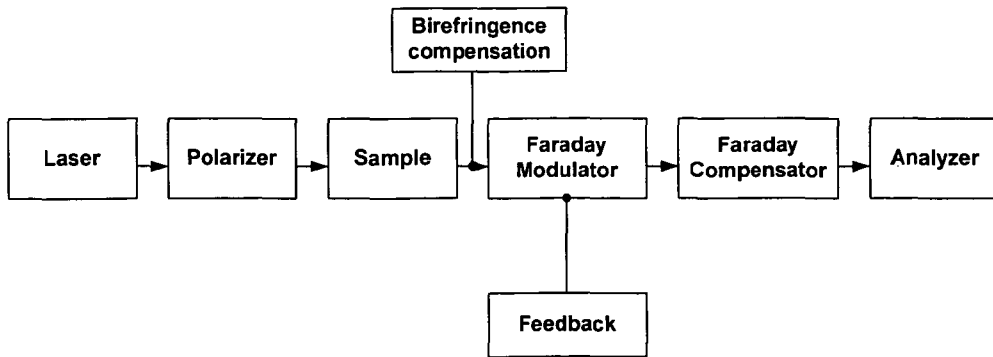 Birefringence
compensation
Laser
Polarizer
Sample
Faraday
Modulator
Faraday
Compensator
Analyzer
Feedback